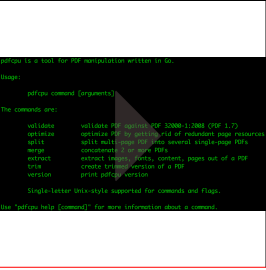 pdfcpu is a tool for PDF manipulation written in Go.
Usage:
pdfcpu command [arguments]
The commands are:
validate validate PDF against PDF 32000-1:2008 (PDF 1.7)
optimize optimize PDF by getting rid of redundant page resources
split split multi-page PDF into several single-page PDFs
merge concatenate 2 or more PDFs
extract extract images, fonts, content, pages out of a PDF
trim create trimmed version of a PDF
version print pdfcpu version
Single-letter Unix-style supported for commands and flags.
Use "pdfcpu help [command]" for more information about a command.